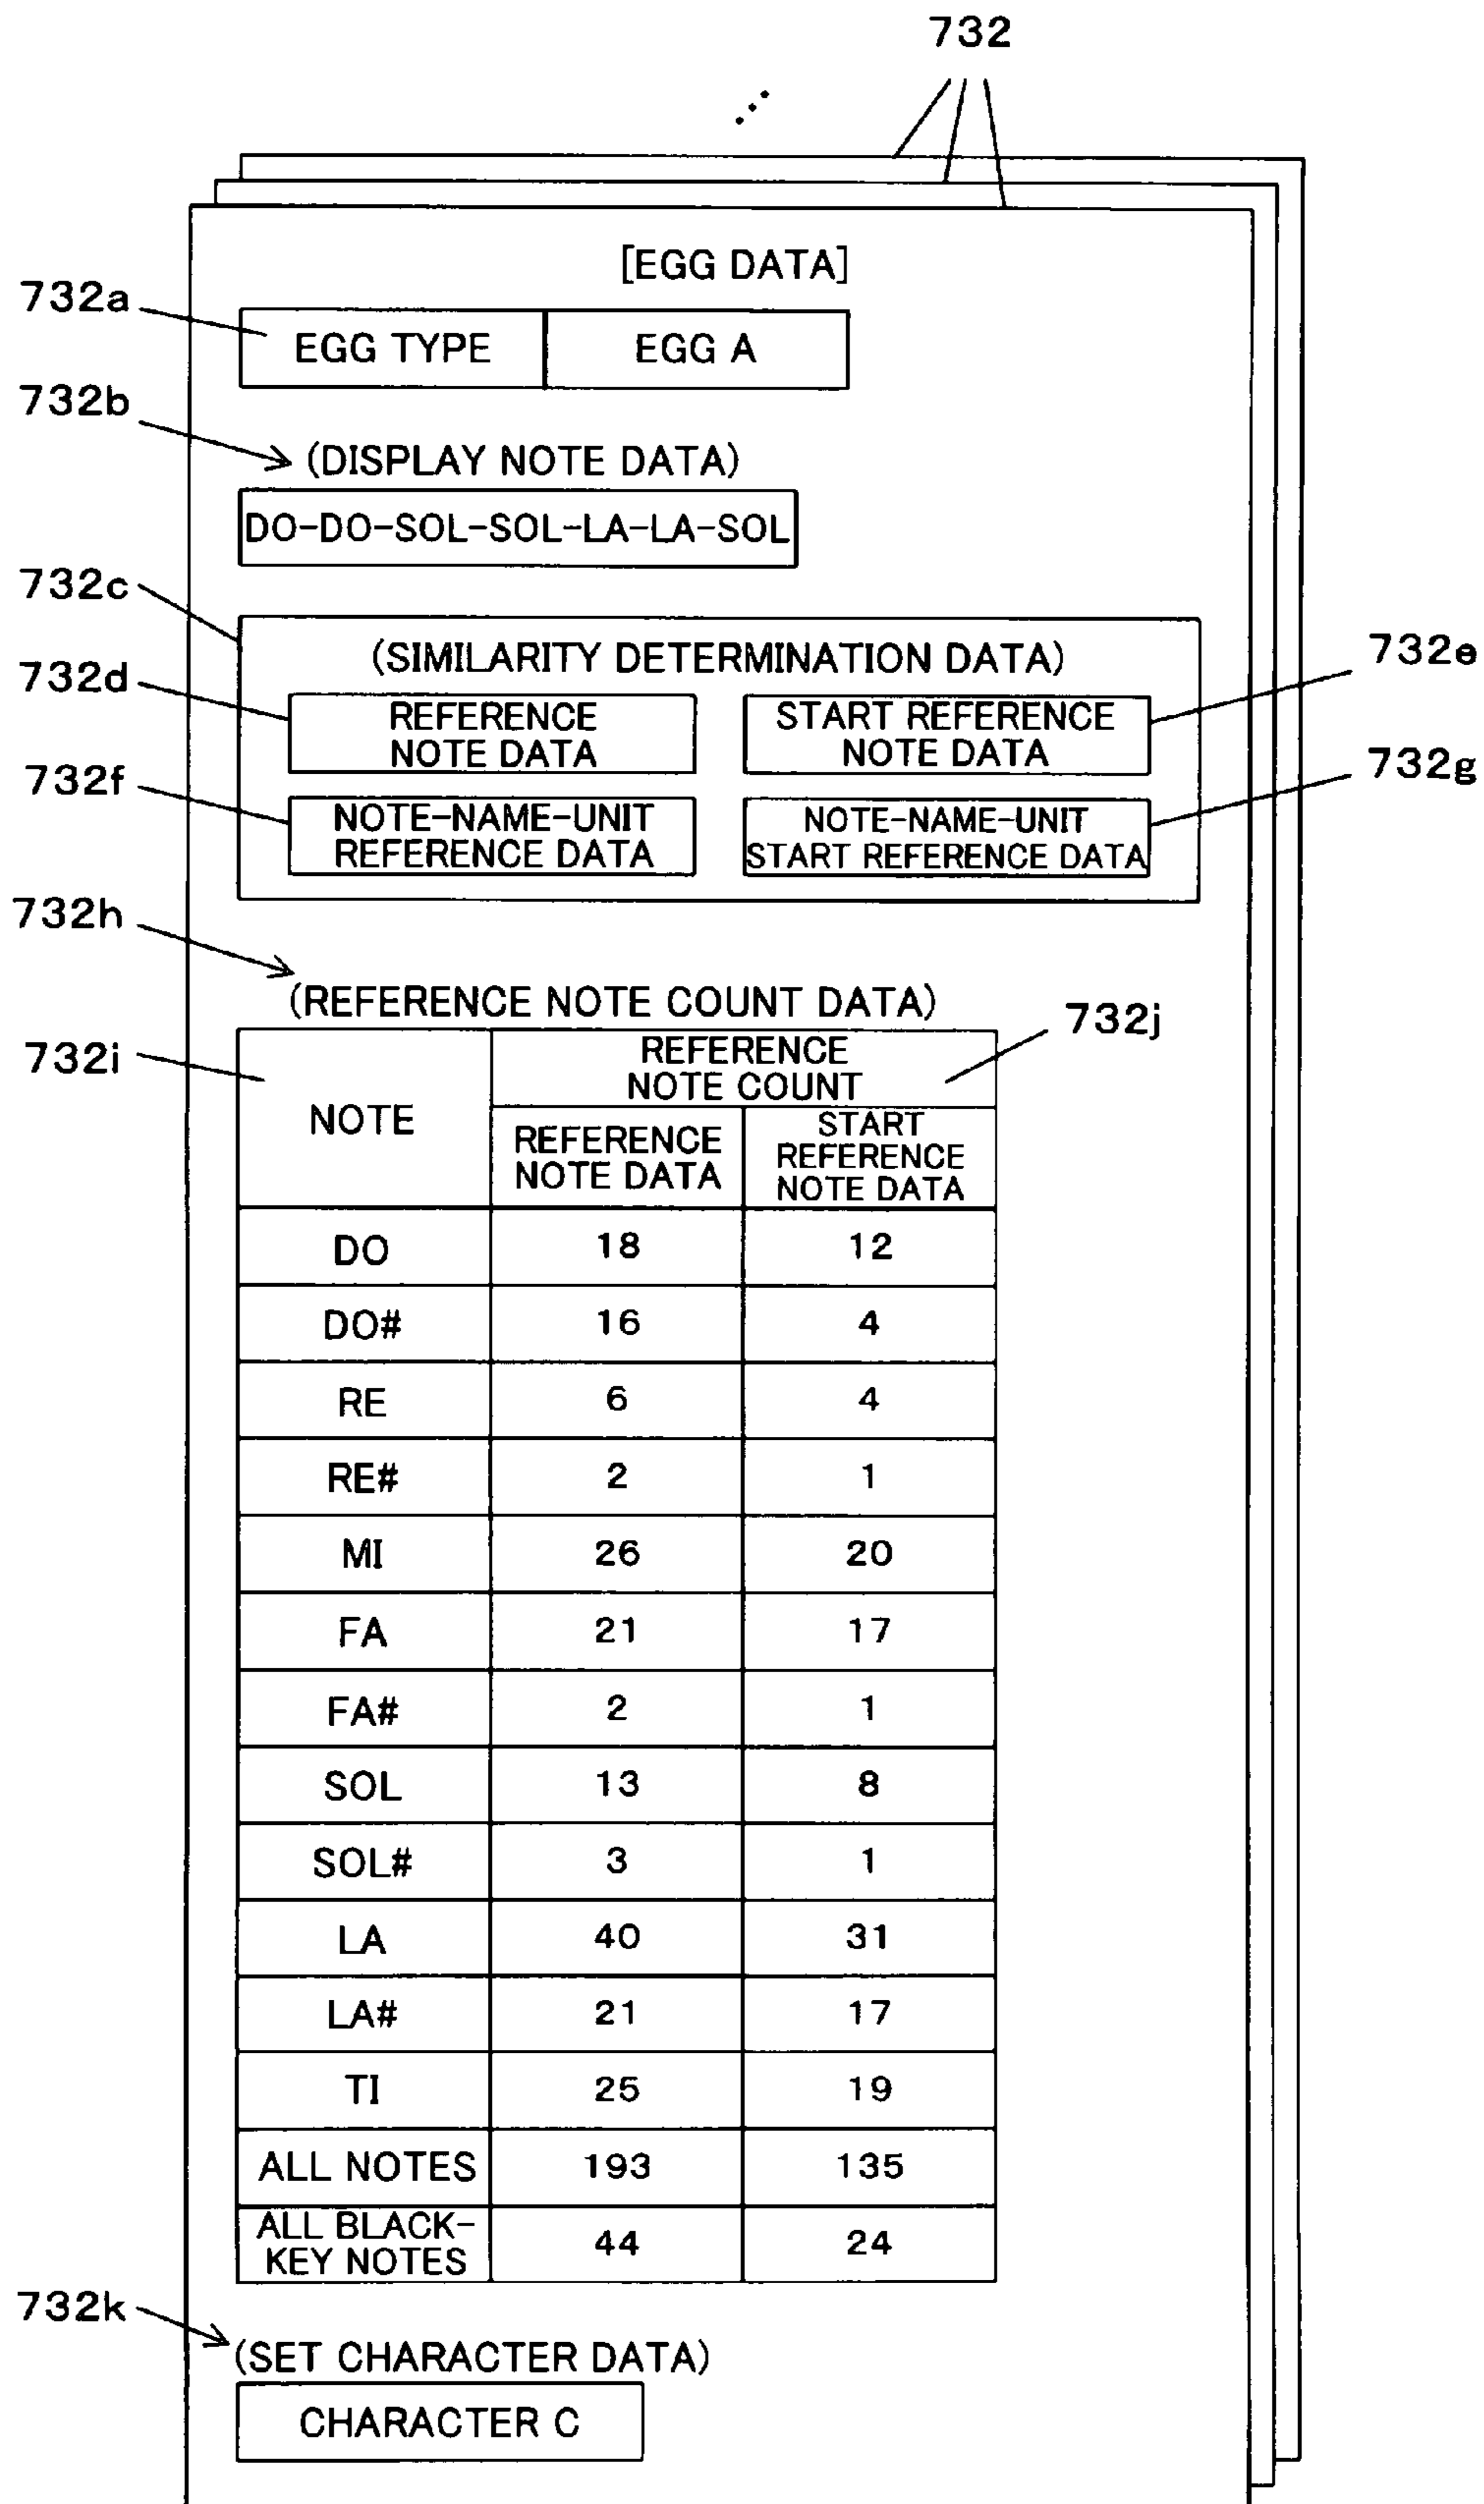 732
[EGG DATA]
732a
EGG TYPE EGG A
732b
(DISPLAY NOTE DATA)
DO-DO-SOL-SOL-LA-LA-SOL
732c
(SIMILARITY DETERMINATION DATA)
732d
732e
REFERENCE
NOTE DATA
START REFERENCE
NOTE DATA
732f
732g
NOTE-NAME-UNIT
REFERENCE DATA
NOTE-NAME-UNIT
START REFERENCE DATA
732h
(REFERENCE NOTE COUNT DATA)
732i
732j
NOTE
REFERENCE
NOTE COUNT
REFERENCE
NOTE DATA
START
REFERENCE
NOTE DATA
DO 18 12
DO# 16 4
RE 6 4
RE# 2 1
MI 26 20
FA 21 17
FA# 2 1
SOL 13 8
SOL# 3 1
LA 40 31
LA# 21 17
TI 25 19
ALL NOTES 193 135
ALL BLACK-
KEY NOTES 44 24
732k
(SET CHARACTER DATA)
CHARACTER C